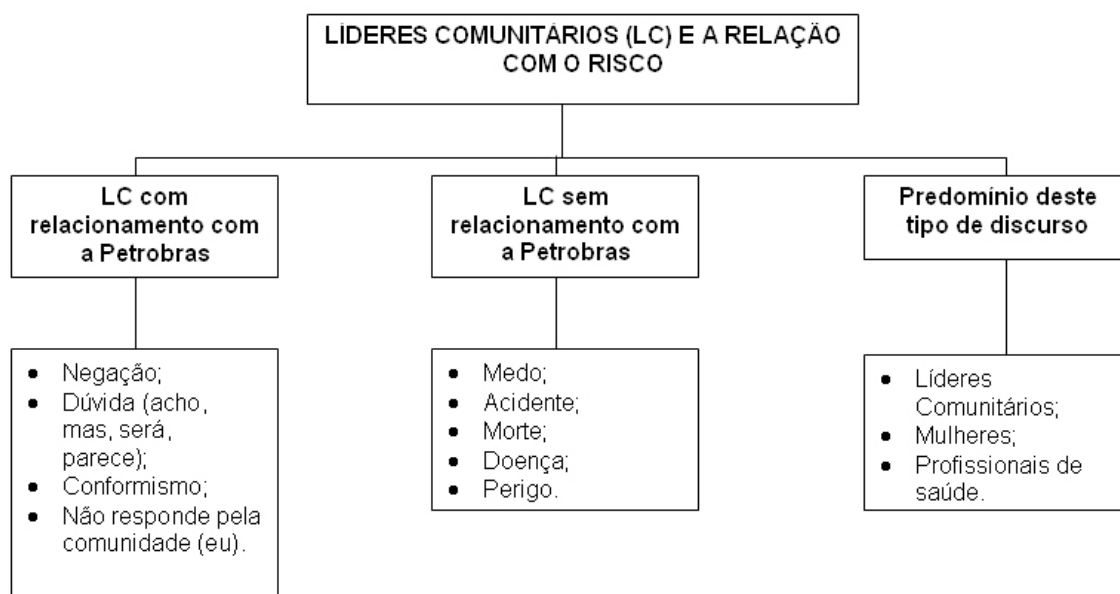 LÍDERES COMUNITÁRIOS (LC) E A RELAÇÃO
COM O RISCO
LC com
relacionamento com
a Petrobras
LC sem
relacionamento com
a Petrobras
Predomínio deste
tipo de discurso
• Negação;
• Dúvida (acho,
mas, será,
parece);
• Conformismo;
• Não responde pela
comunidade (eu).
• Medo;
• Acidente;
• Morte;
• Doença;
• Perigo.
• Líderes
Comunitários;
• Mulheres;
• Profissionais de
saúde.